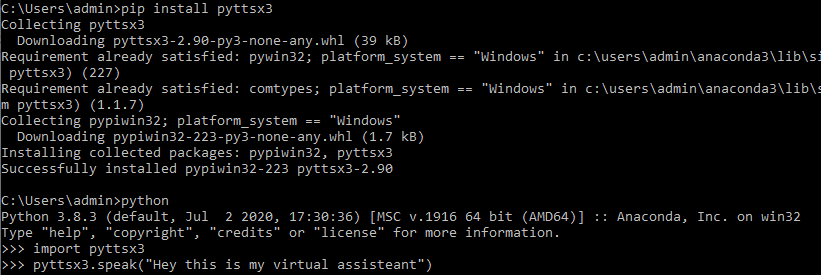 C:\Users\admin>pip install pyttsx3
Collecting pyttsx3
  Downloading pyttsx3-2.90-py3-none-any.whl (39 kB)
Requirement already satisfied: pywin32; platform_system == "Windows" in c:\users\admin\anaconda3\lib\si
 pyttsx3) (227)
Requirement already satisfied: comtypes; platform_system == "Windows" in c:\users\admin\anaconda3\lib\s
m pyttsx3) (1.1.7)
Collecting pypiwin32; platform_system == "Windows"
  Downloading pypiwin32-223-py3-none-any.whl (1.7 kB)
Installing collected packages: pypiwin32, pyttsx3
Successfully installed pypiwin32-223 pyttsx3-2.90
C:\Users\admin>python
Python 3.8.3 (default, Jul  2 2020, 17:30:36) [MSC v.1916 64 bit (AMD64)] :: Anaconda, Inc. on win32
Type "help", "copyright", "credits" or "license" for more information.
>>> import pyttsx3
>>> pyttsx3.speak("Hey this is my virtual assisteant")